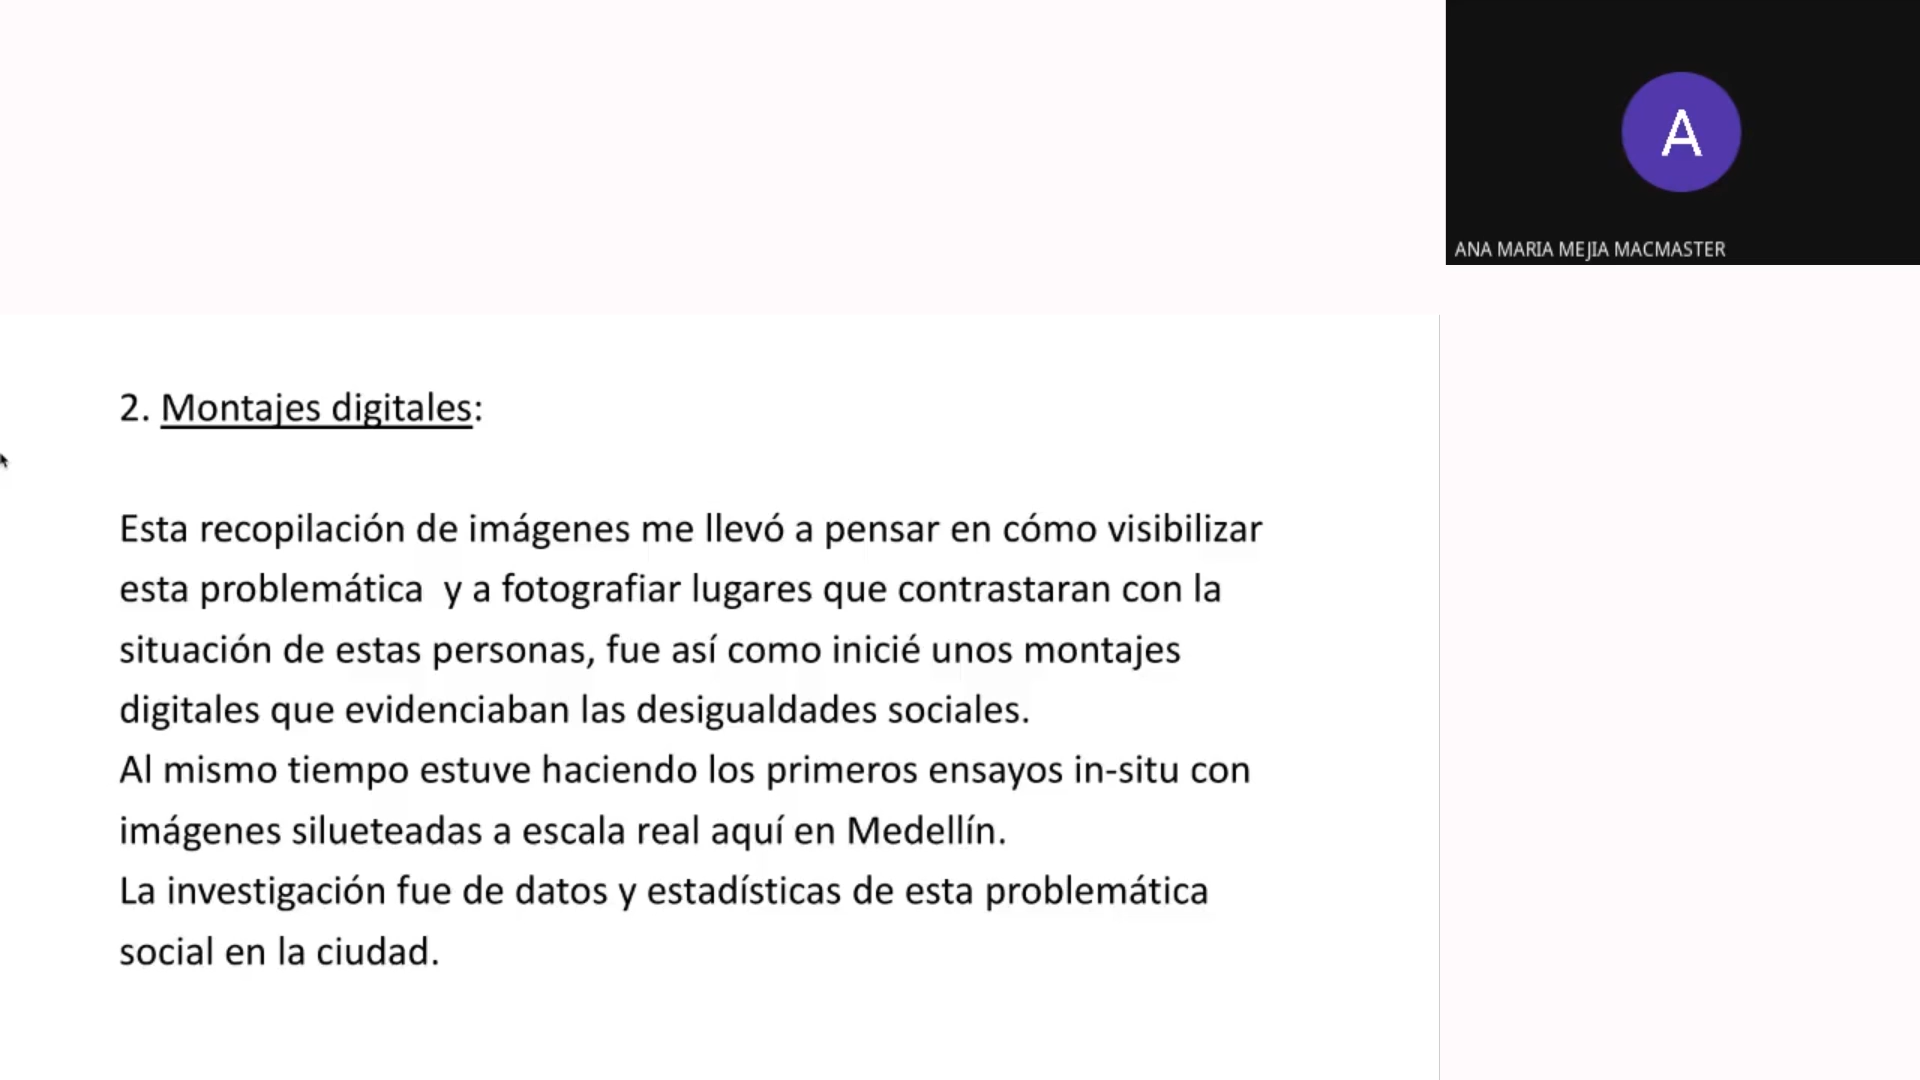 A
ANA MARIA MEJIA MACMASTER
2. Montajes digitales:
Esta recopilación de imágenes me llevó a pensar en cómo visibilizar
esta problemática  y a fotografiar lugares que contrastaran con la
situación de estas personas, fue así como inicié unos montajes
digitales que evidenciaban las desigualdades sociales.
Al mismo tiempo estuve haciendo los primeros ensayos in-situ con
imágenes silueteadas a escala real aquí en Medellín.
La investigación fue de datos y estadísticas de esta problemática
social en la ciudad.